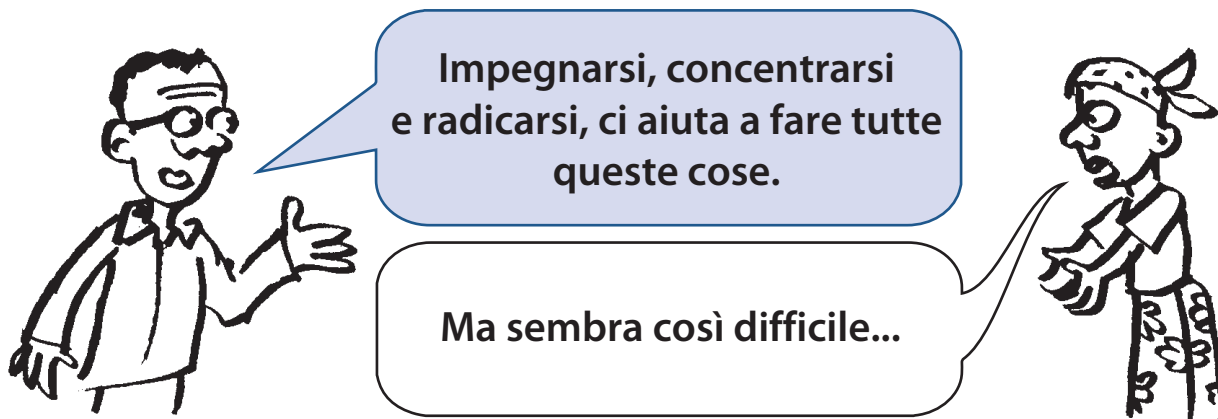 Impegnarsi, concentrarsi
e radicarsi, ci aiuta a fare tutte
queste cose.
Ma sembra così difficile...